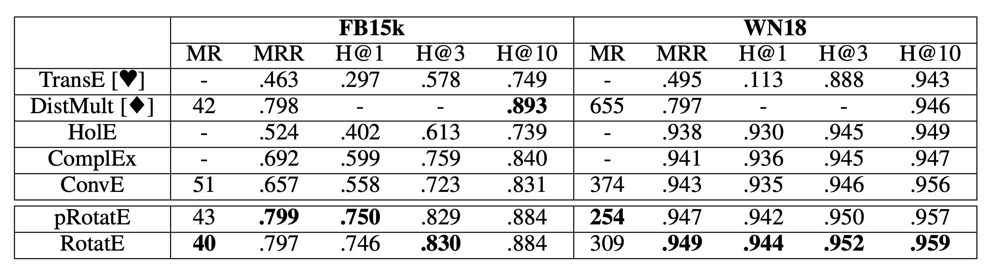 FB15k WN18
MR MRR H@1 H@3 H@10 MR MRR H@1 H@3 H@10
TransE [♥] - .463 .297 .578 .749 - .495 .113 .888 .943
DistMult [♦] 42 .798 - - .893 655 .797 - - .946
HolE - .524 .402 .613 .739 - .938 .930 .945 .949
ComplEx - .692 .599 .759 .840 - .941 .936 .945 .947
ConvE 51 .657 .558 .723 .831 374 .943 .935 .946 .956
pRotatE 43 .799 .750 .829 .884 254 .947 .942 .950 .957
RotatE 40 .797 .746 .830 .884 309 .949 .944 .952 .959